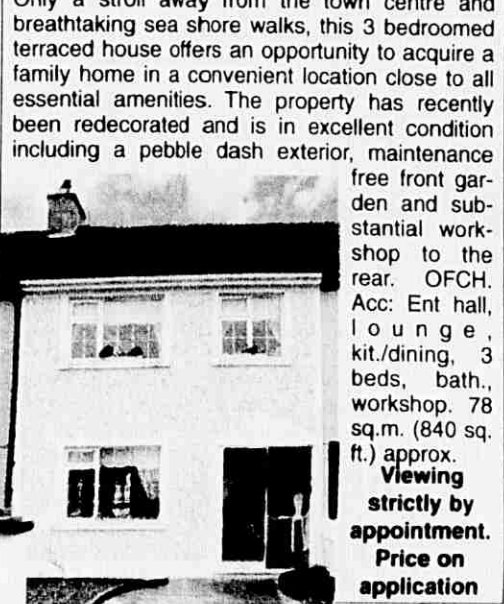 Only a stroll away from the town centre and
breathtaking sea shore walks, this 3 bedroomed
terraced house offers an opportunity to acquire a
family home in a convenient location close to all
essential amenities. The property has recently
been redecorated and is in excellent condition
including a pebble dash exterior, maintenance
free front gar-
den and sub-
stantial work-
shop to the
rear. OFCH.
Acc: Ent hall,
lounge,
kit./dining, 3
beds, bath.,
workshop. 78
sq.m. (840 sq.
ft.) approx.
Viewing
strictly by
appointment.
Price on
application